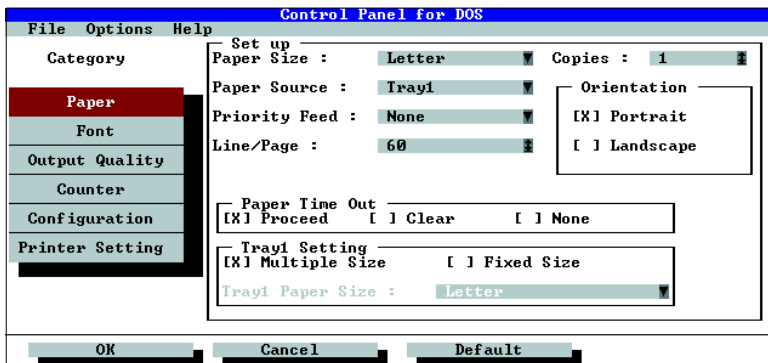 Control Panel for DOS
File Options Help
Category
Paper
Font
Output Quality
Counter
Configuration
Printer Setting
Set up
Paper Size : Letter
Copies : 1
Paper Source : Tray1
Priority Feed : None
Line/Page : 60
Orientation
[X] Portrait
[ ] Landscape
Paper Time Out
[X] Proceed [ ] Clear [ ] None
Tray1 Setting
[X] Multiple Size [ ] Fixed Size
Tray1 Paper Size : Letter
OK Cancel Default